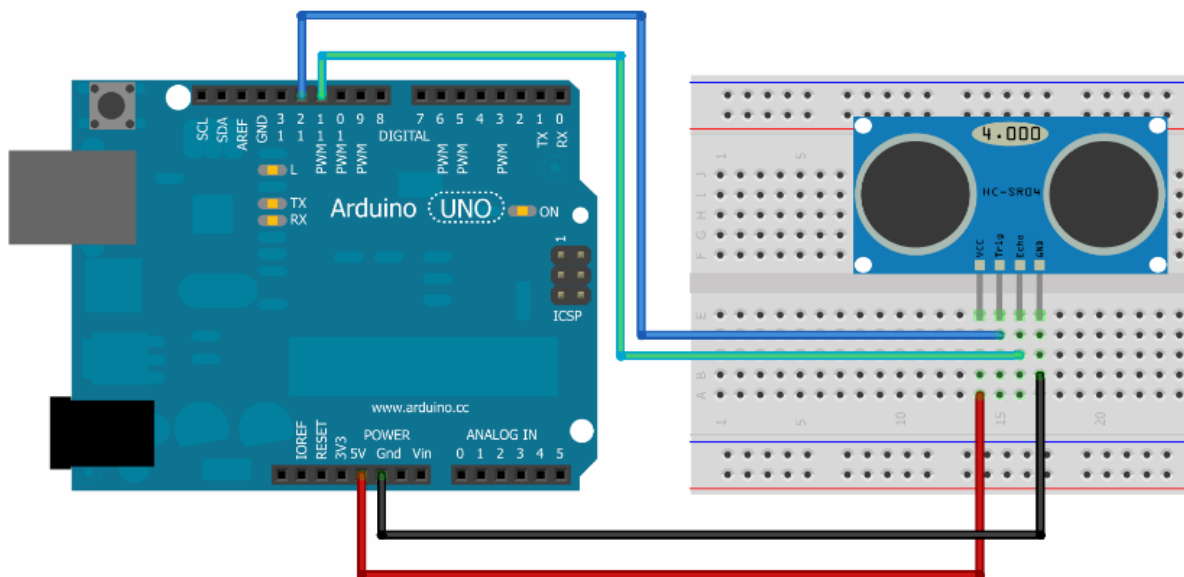 SCL
SDA
AREF
GND
13
12
PWM 11
PWM 10
PWM 9
8
DIGITAL
7
PWM 6
PWM 5
4
PWM 3
2
TX 1
RX 0
L
TX
RX
Arduino UNO
ON
1
ICSP
www.arduino.cc
POWER
ANALOG IN
IOREF
RESET
3V3
5V
Gnd
Vin
0 1 2 3 4 5
4.000
HC-SR04
VCC
Trig
Echo
GND
1 5
J
I
H
G
F
E
B
A
1 5 10 15 20